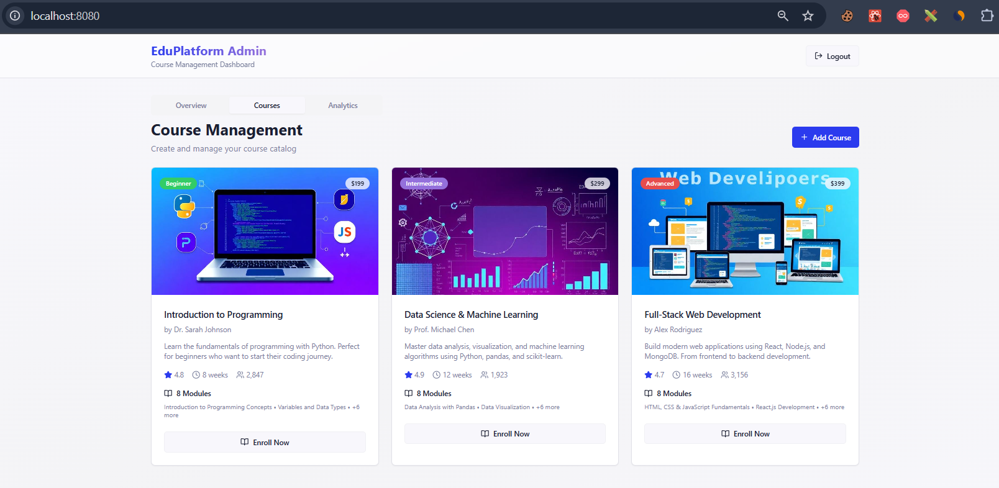 localhost:8080
EduPlatform Admin
Course Management Dashboard
Logout
Overview
Courses
Analytics
Course Management
Create and manage your course catalog
+ Add Course
Beginner
$199
JS
Introduction to Programming
by Dr. Sarah Johnson
Learn the fundamentals of programming with Python. Perfect
for beginners who want to start their coding journey.
4.8 8 weeks 2,847
8 Modules
Introduction to Programming Concepts • Variables and Data Types • +6
more
Enroll Now
Intermediate
$299
Data Science & Machine Learning
by Prof. Michael Chen
Master data analysis, visualization, and machine learning
algorithms using Python, pandas, and scikit-learn.
4.9 12 weeks 1,923
8 Modules
Data Analysis with Pandas • Data Visualization • +6 more
Enroll Now
Web Develipoers
Advanced
$399
Full-Stack Web Development
by Alex Rodriguez
Build modern web applications using React, Node.js, and
MongoDB. From frontend to backend development.
4.7 16 weeks 3,156
8 Modules
HTML, CSS & JavaScript Fundamentals • React.js Development • +6 more
Enroll Now